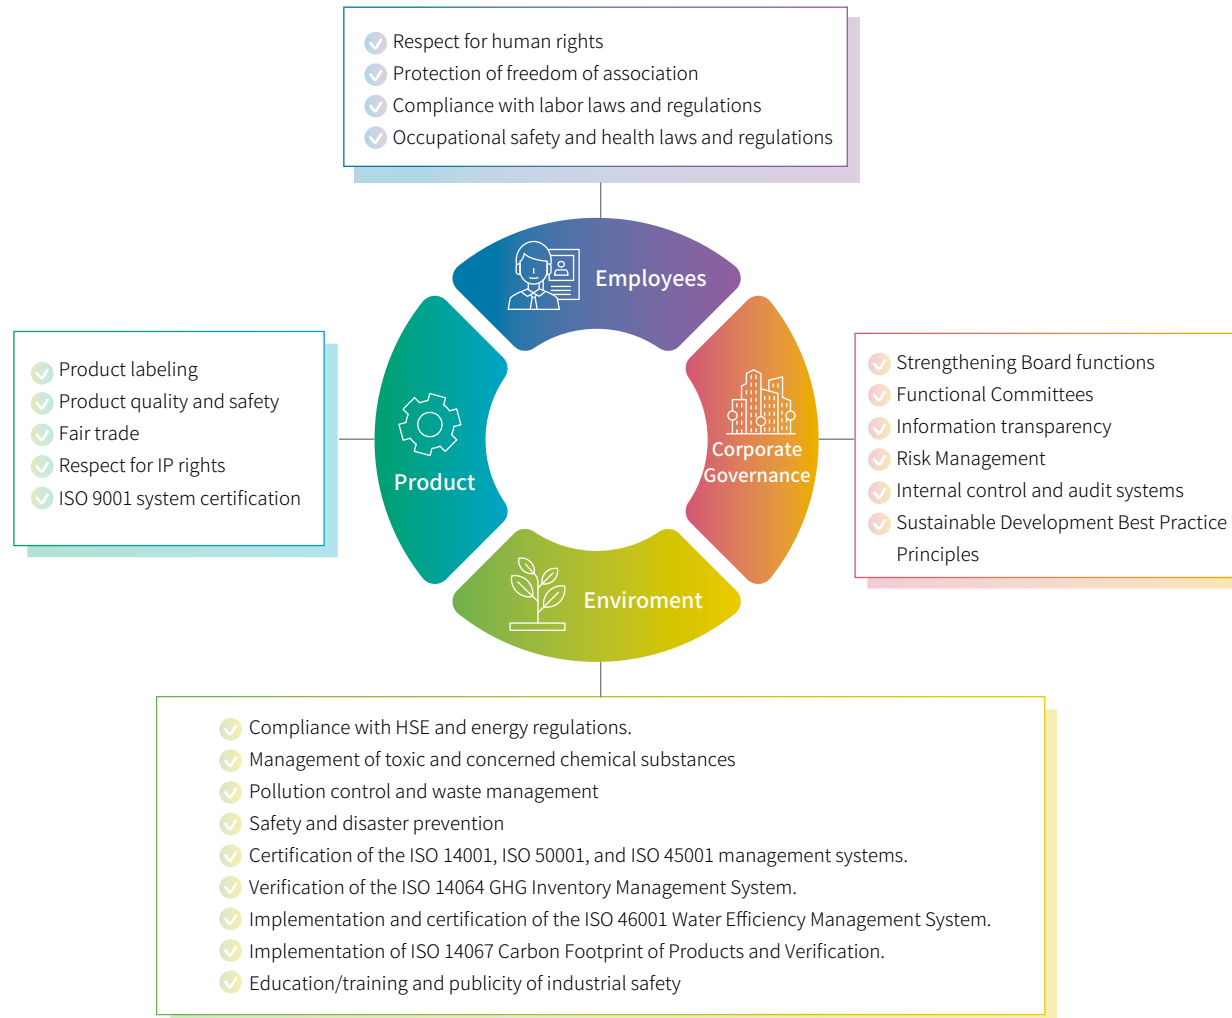 Respect for human rights
Protection of freedom of association
Compliance with labor laws and regulations
Occupational safety and health laws and regulations
Employees
Product labeling
Product quality and safety
Fair trade
Respect for IP rights
ISO 9001 system certification
Product
Corporate
Governance
Strengthening Board functions
Functional Committees
Information transparency
Risk Management
Internal control and audit systems
Sustainable Development Best Practice
Principles
Enviroment
Compliance with HSE and energy regulations.
Management of toxic and concerned chemical substances
Pollution control and waste management
Safety and disaster prevention
Certification of the ISO 14001, ISO 50001, and ISO 45001 management systems.
Verification of the ISO 14064 GHG Inventory Management System.
Implementation and certification of the ISO 46001 Water Efficiency Management System.
Implementation of ISO 14067 Carbon Footprint of Products and Verification.
Education/training and publicity of industrial safety